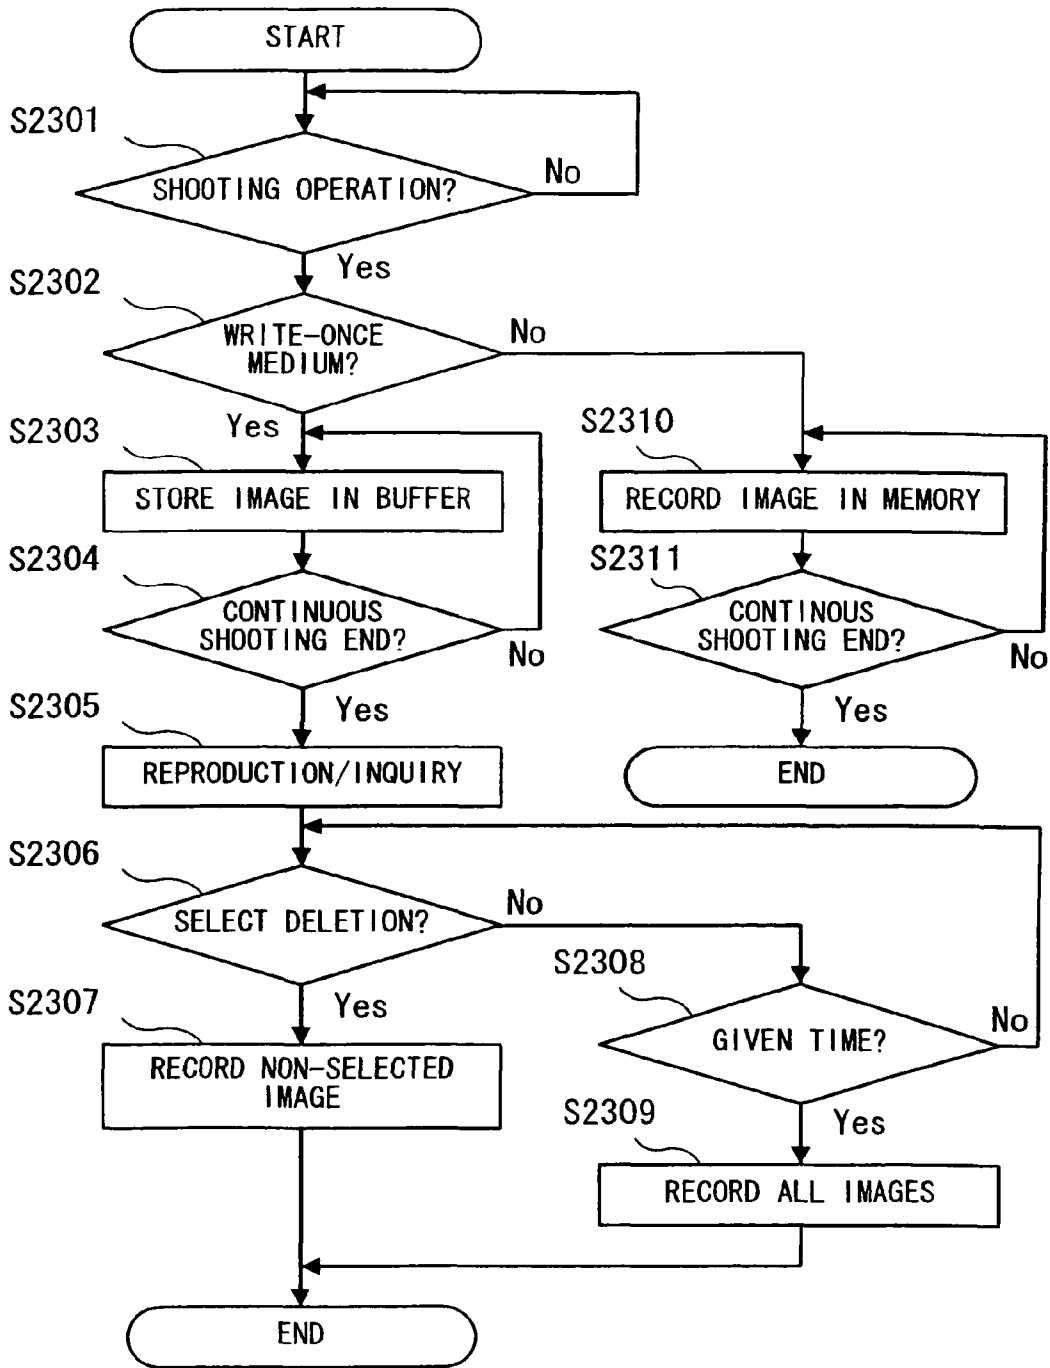 START
S2301
SHOOTING OPERATION?
No
Yes
S2302
WRITE-ONCE
MEDIUM?
No
Yes
S2303
STORE IMAGE IN BUFFER
S2310
RECORD IMAGE IN MEMORY
S2304
CONTINUOUS
SHOOTING END?
No
S2311
CONTINOUS
SHOOTING END?
No
Yes
S2305
REPRODUCTION/INQUIRY
Yes
END
S2306
SELECT DELETION?
No
S2308
GIVEN TIME?
No
Yes
S2307
RECORD NON-SELECTED
IMAGE
Yes
S2309
RECORD ALL IMAGES
END